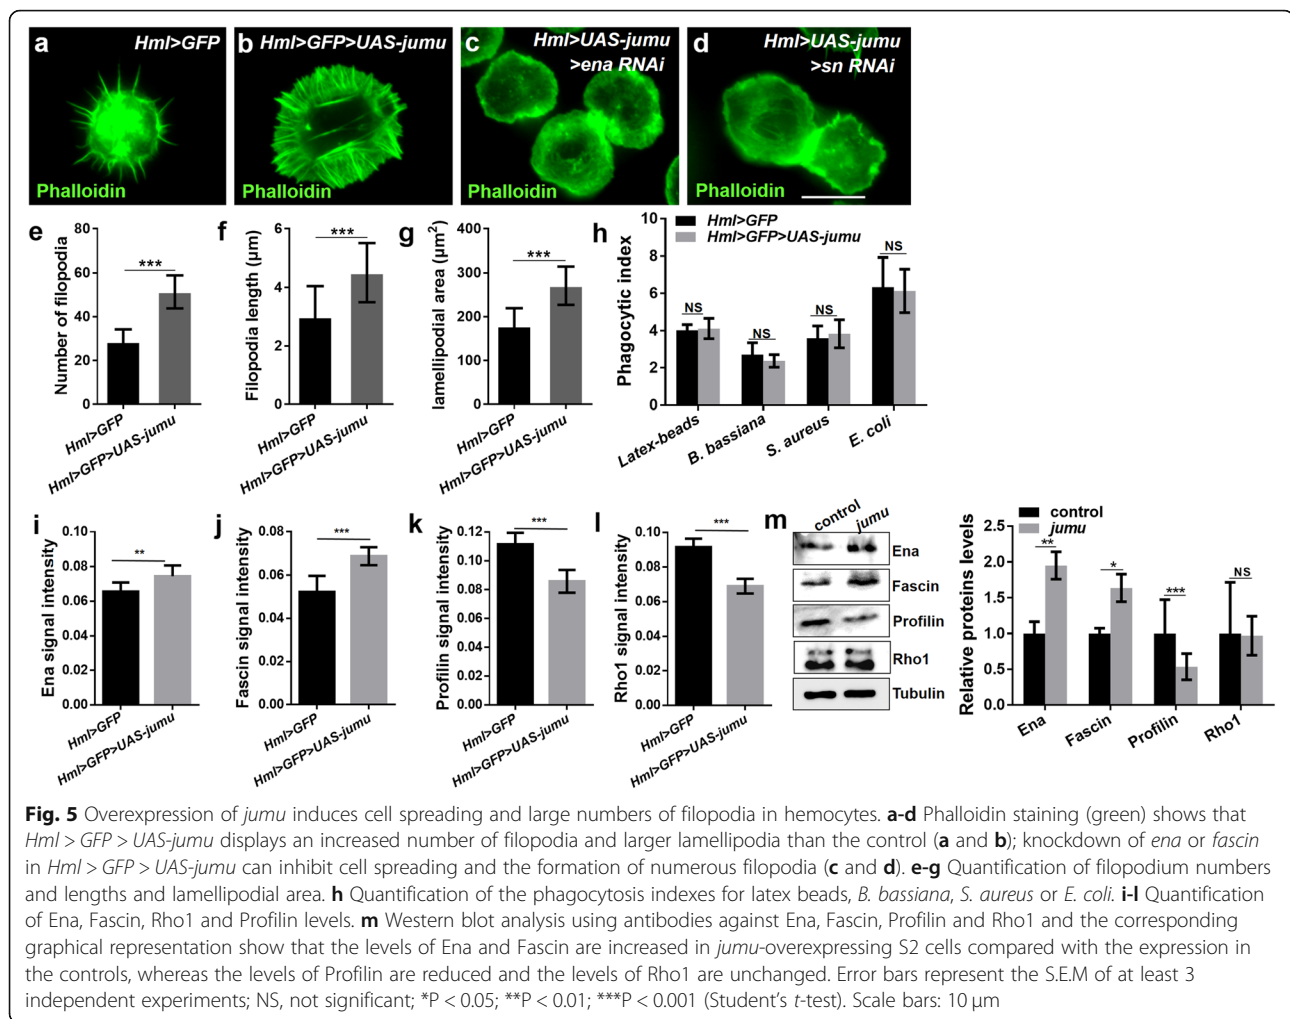 a
Hml>GFP
Phalloidin
b
Hml>GFP>UAS-jumu
Phalloidin
c
Hml>UAS-jumu
>ena RNAi
Phalloidin
d
Hml>UAS-jumu
>sn RNAi
Phalloidin
e
Number of filopodia
80
60
40
20
0
***
Hml>GFP
Hml>GFP>UAS-jumu
f
Filopodia length (μm)
6
4
2
0
***
Hml>GFP
Hml>GFP>UAS-jumu
g
lamellipodial area (μm²)
400
300
200
100
0
***
Hml>GFP
Hml>GFP>UAS-jumu
h
Phagocytic index
10
8
6
4
2
0
Hml>GFP
Hml>GFP>UAS-jumu
NS
NS
NS
NS
Latex-beads
B. bassiana
S. aureus
E. coli
i
Ena signal intensity
0.10
0.08
0.06
0.04
0.02
0.00
**
Hml>GFP
Hml>GFP>UAS-jumu
j
Fascin signal intensity
0.08
0.06
0.04
0.02
0.00
***
Hml>GFP
Hml>GFP>UAS-jumu
k
Profilin signal intensity
0.12
0.10
0.08
0.06
0.04
0.02
0.00
***
Hml>GFP
Hml>GFP>UAS-jumu
l
Rho1 signal intensity
0.10
0.08
0.06
0.04
0.02
0.00
***
Hml>GFP
Hml>GFP>UAS-jumu
m
control
jumu
Ena
Fascin
Profilin
Rho1
Tubulin
Relative proteins levels
2.5
2.0
1.5
1.0
0.5
0.0
control
jumu
**
*
***
NS
Ena
Fascin
Profilin
Rho1
Fig. 5 Overexpression of jumu induces cell spreading and large numbers of filopodia in hemocytes. a-d Phalloidin staining (green) shows that
Hml > GFP > UAS-jumu displays an increased number of filopodia and larger lamellipodia than the control (a and b); knockdown of ena or fascin
in Hml > GFP > UAS-jumu can inhibit cell spreading and the formation of numerous filopodia (c and d). e-g Quantification of filopodium numbers
and lengths and lamellipodial area. h Quantification of the phagocytosis indexes for latex beads, B. bassiana, S. aureus or E. coli. i-l Quantification
of Ena, Fascin, Rho1 and Profilin levels. m Western blot analysis using antibodies against Ena, Fascin, Profilin and Rho1 and the corresponding
graphical representation show that the levels of Ena and Fascin are increased in jumu-overexpressing S2 cells compared with the expression in
the controls, whereas the levels of Profilin are reduced and the levels of Rho1 are unchanged. Error bars represent the S.E.M of at least 3
independent experiments; NS, not significant; *P < 0.05; **P < 0.01; ***P < 0.001 (Student's t-test). Scale bars: 10 μm